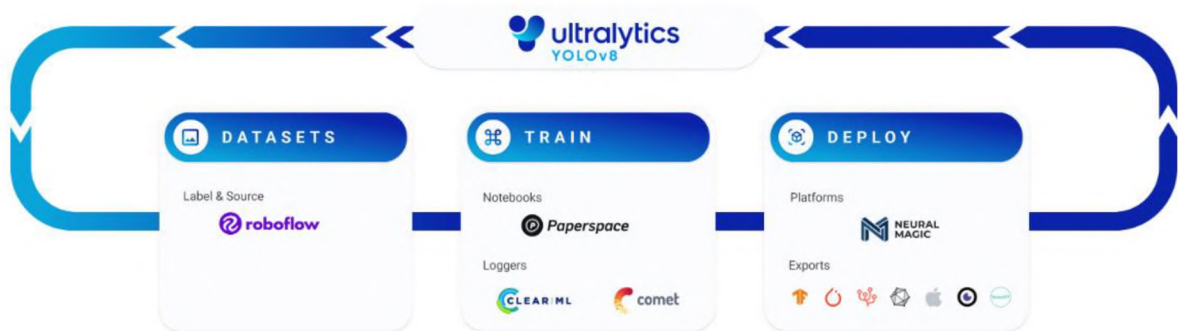 ultralytics
YOLOv8
DATASETS
Label & Source
roboflow
TRAIN
Notebooks
Paperspace
Loggers
CLEAR ML
comet
DEPLOY
Platforms
NEURAL
MAGIC
Exports